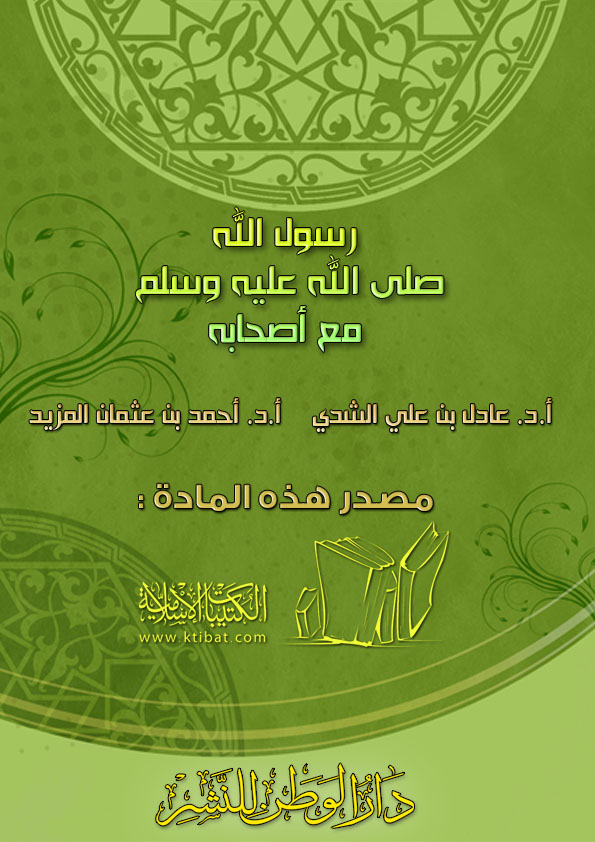 رسول الله
صلى الله عليه وسلم
مع أصحابه
أ.د. عادل بن علي الشدي    أ.د. أحمد بن عثمان المزيد
مصدر هذه المادة :
الكتيبات الإسلامية
www.ktibat.com
دار الوطن للنشر